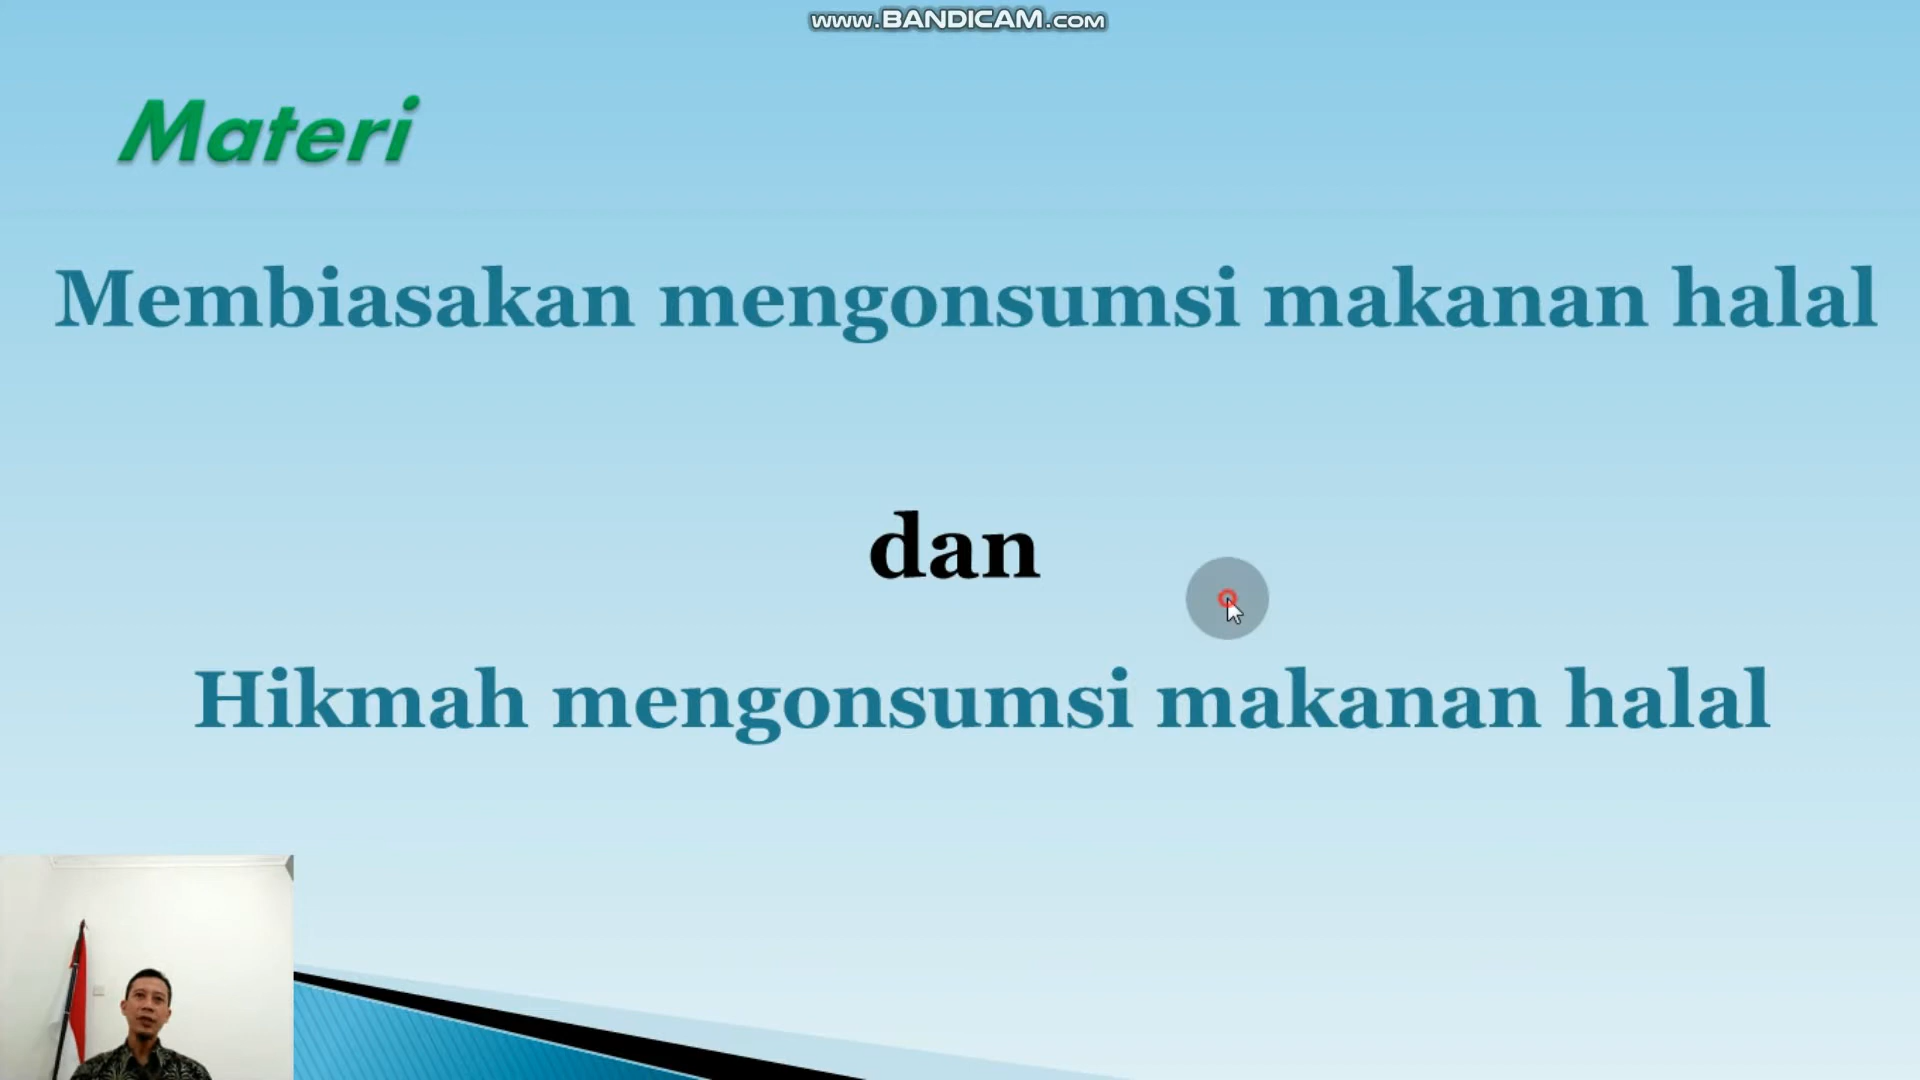 www.BANDICAM.com
Materi
Membiasakan mengonsumsi makanan halal
dan
Hikmah mengonsumsi makanan halal